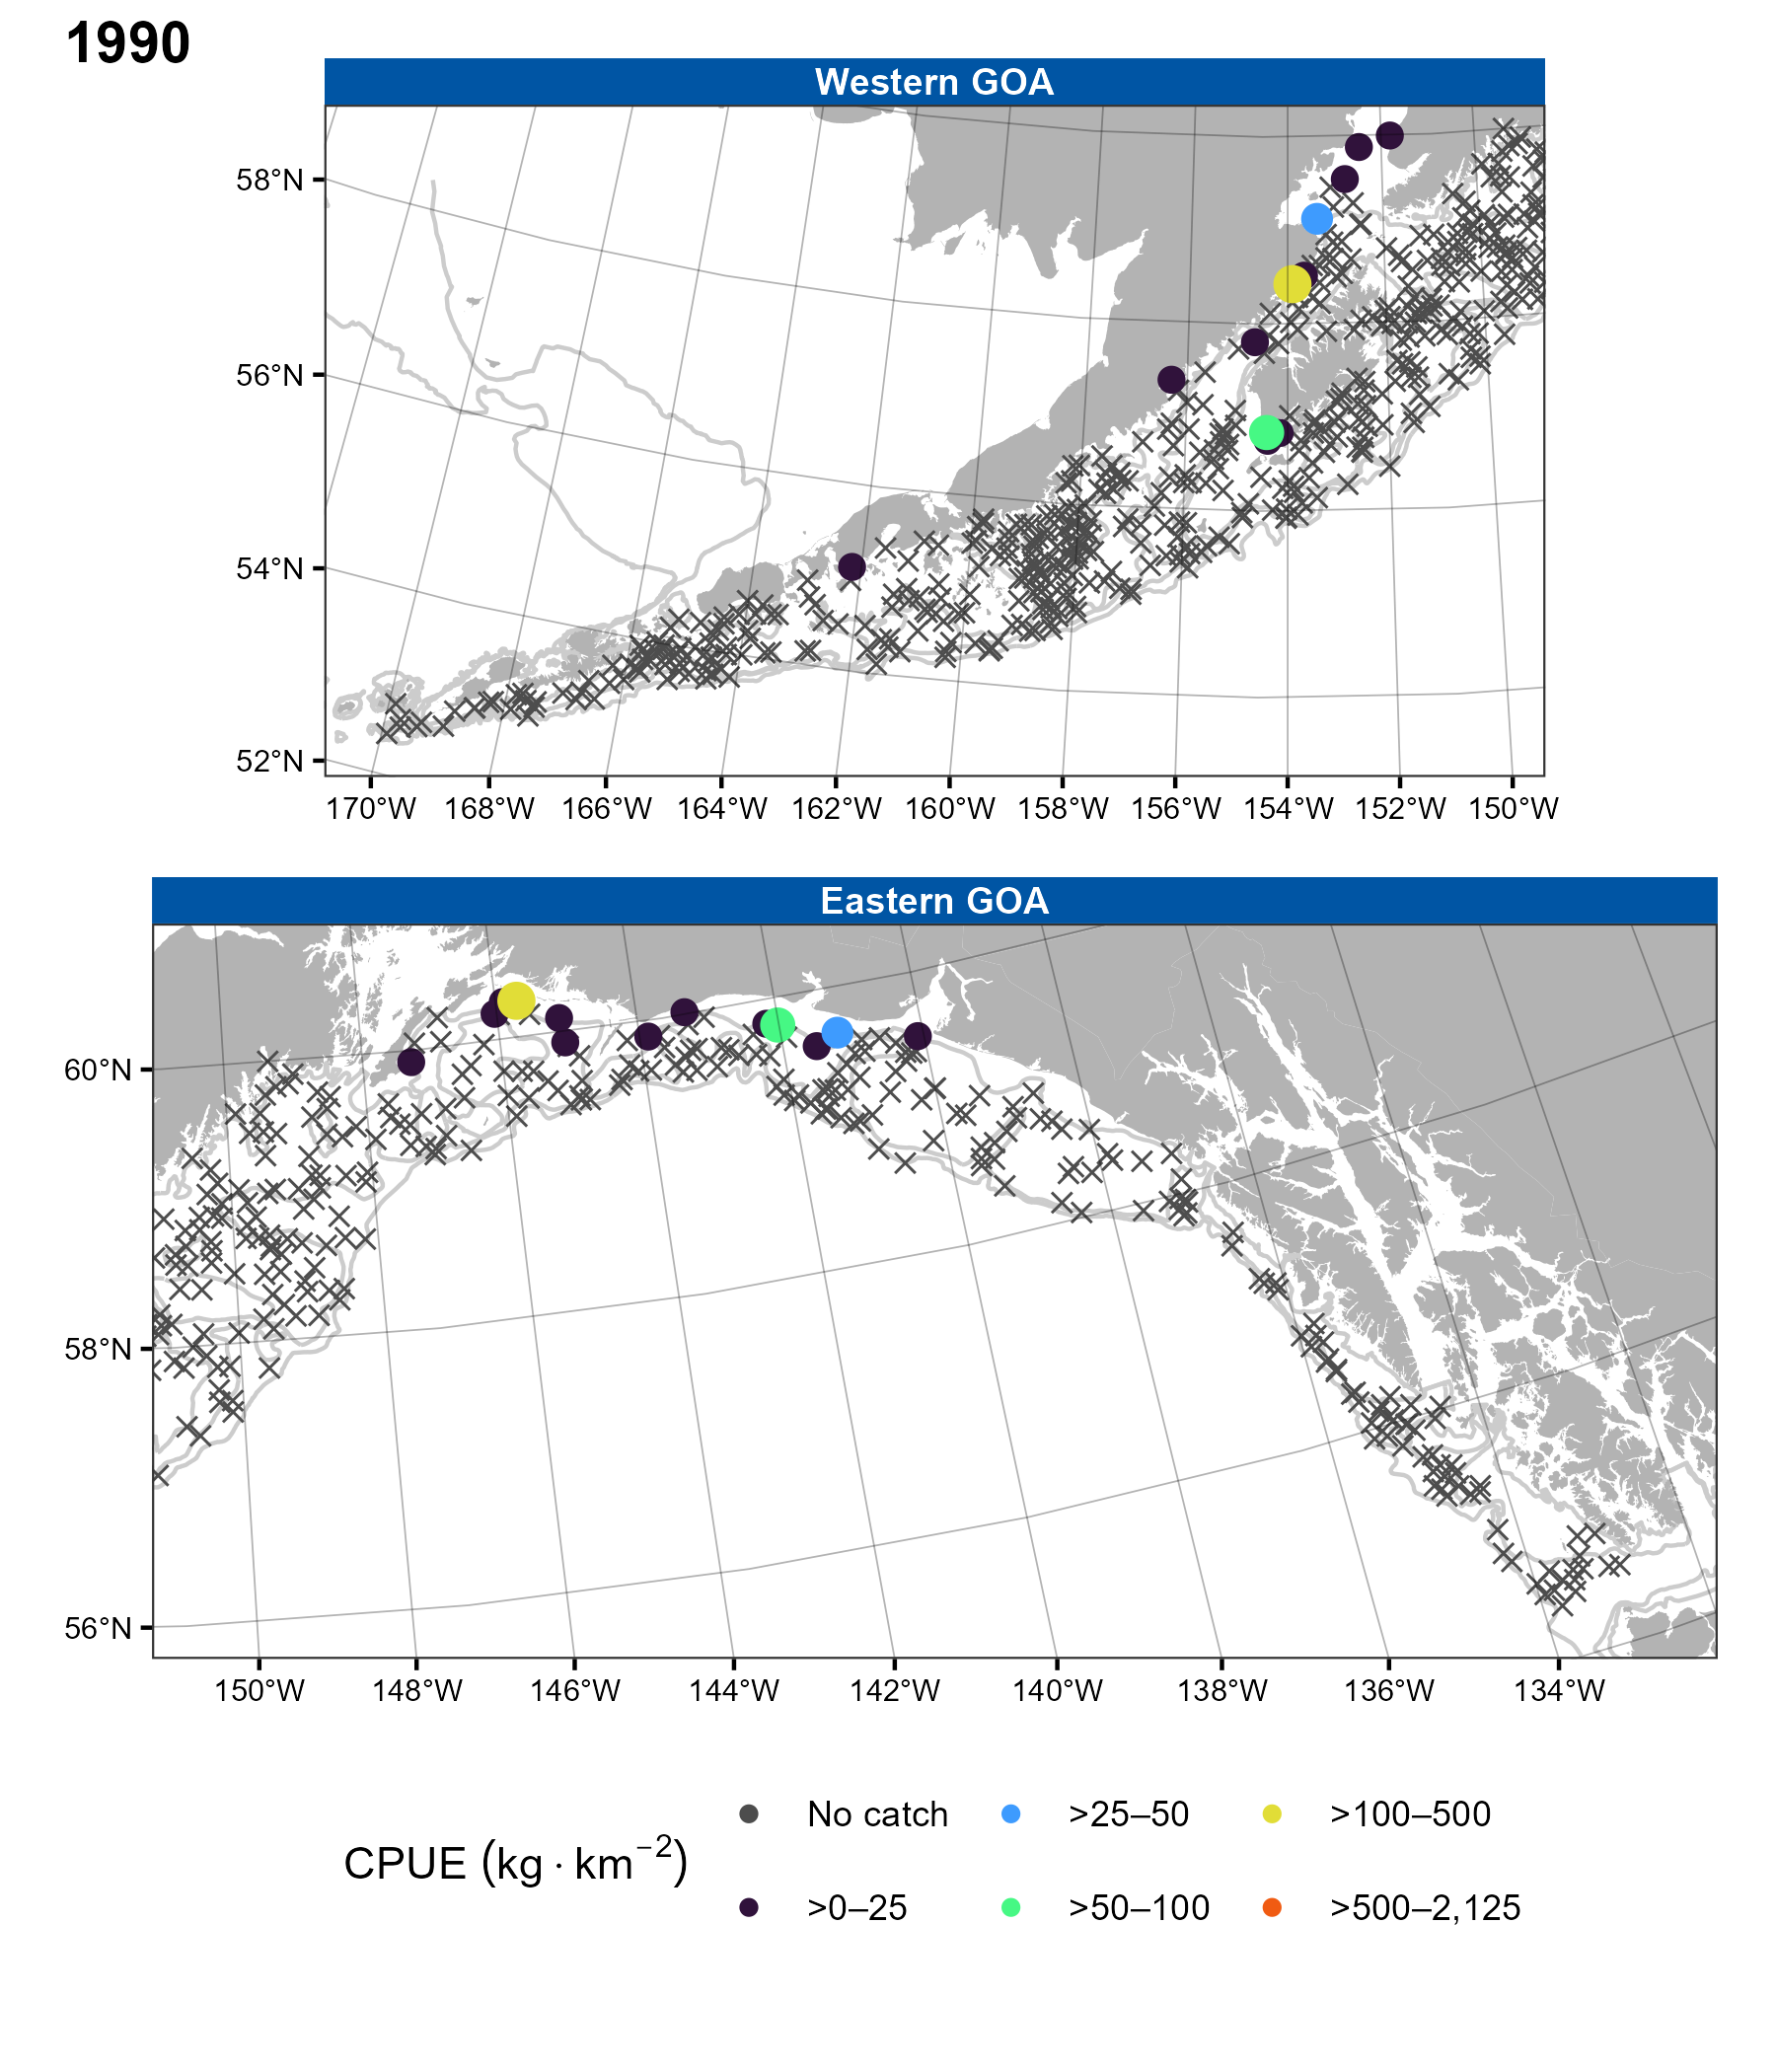 1990
Western GOA
58°N
56°N
54°N
52°N
170°W 168°W 166°W 164°W 162°W 160°W 158°W 156°W 154°W 152°W 150°W
Eastern GOA
60°N
58°N
56°N
150°W 148°W 146°W 144°W 142°W 140°W 138°W 136°W 134°W
CPUE (kg · km⁻²)
No catch >25–50 >100–500
>0–25 >50–100 >500–2,125